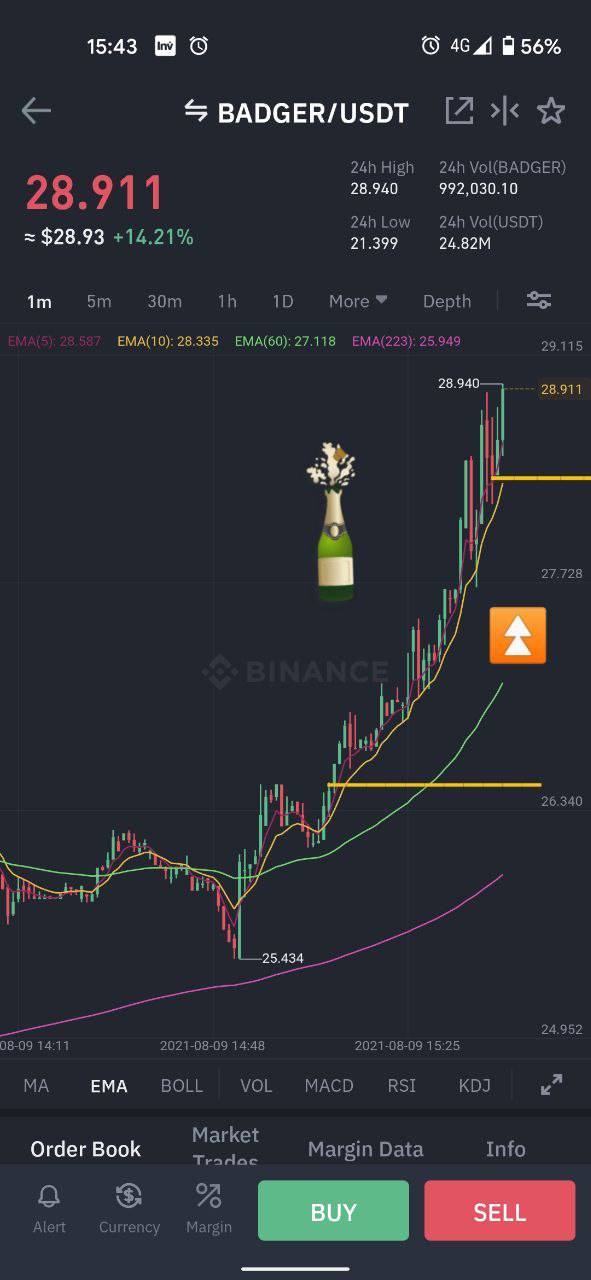 15:43 Inv 4G 56%
BADGER/USDT
28.911
≈ $28.93 +14.21%
24h High 24h Vol(BADGER)
28.940 992,030.10
24h Low 24h Vol(USDT)
21.399 24.82M
1m 5m 30m 1h 1D More Depth
EMA(5): 28.587 EMA(10): 28.335 EMA(60): 27.118 EMA(223): 25.949
29.115
28.940
28.911
27.728
BINANCE
26.340
25.434
24.952
08-09 14:11 2021-08-09 14:48 2021-08-09 15:25
MA EMA BOLL VOL MACD RSI KDJ
Order Book Market Trades Margin Data Info
Alert Currency Margin BUY SELL